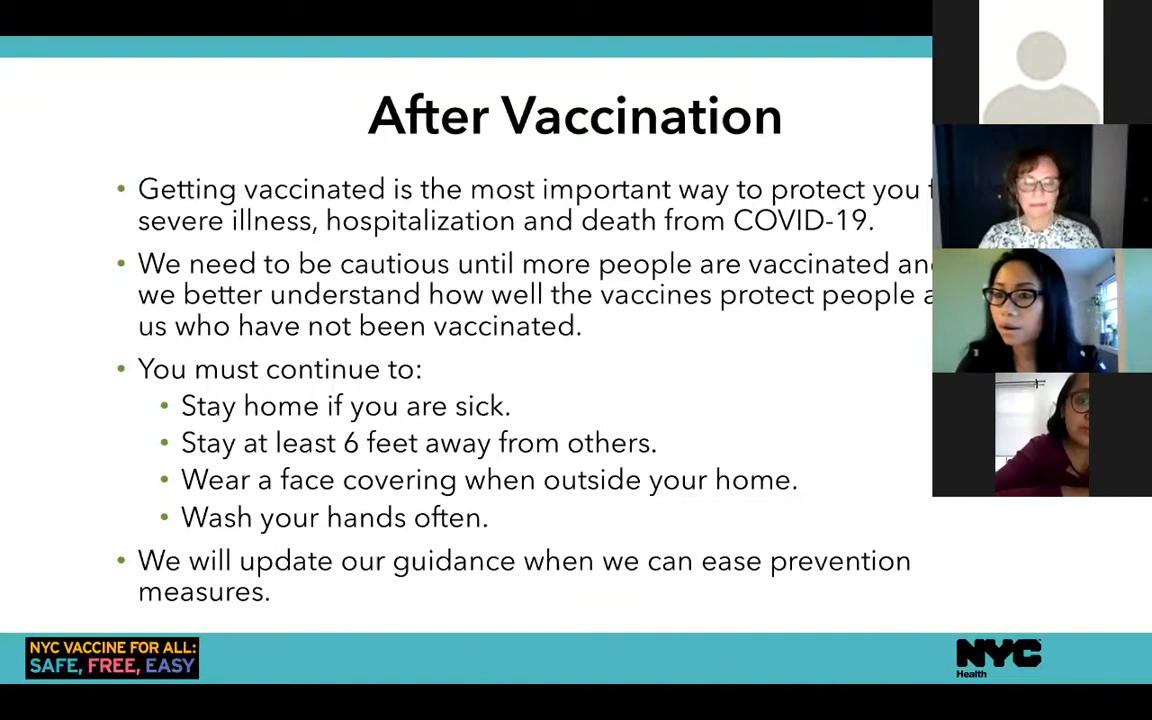 After Vaccination
• Getting vaccinated is the most important way to protect you
severe illness, hospitalization and death from COVID-19.
• We need to be cautious until more people are vaccinated
we better understand how well the vaccines protect people
us who have not been vaccinated.
• You must continue to:
• Stay home if you are sick.
• Stay at least 6 feet away from others.
• Wear a face covering when outside your home.
• Wash your hands often.
• We will update our guidance when we can ease prevention
measures.
NYC VACCINE FOR ALL:
SAFE, FREE, EASY
NYC
Health